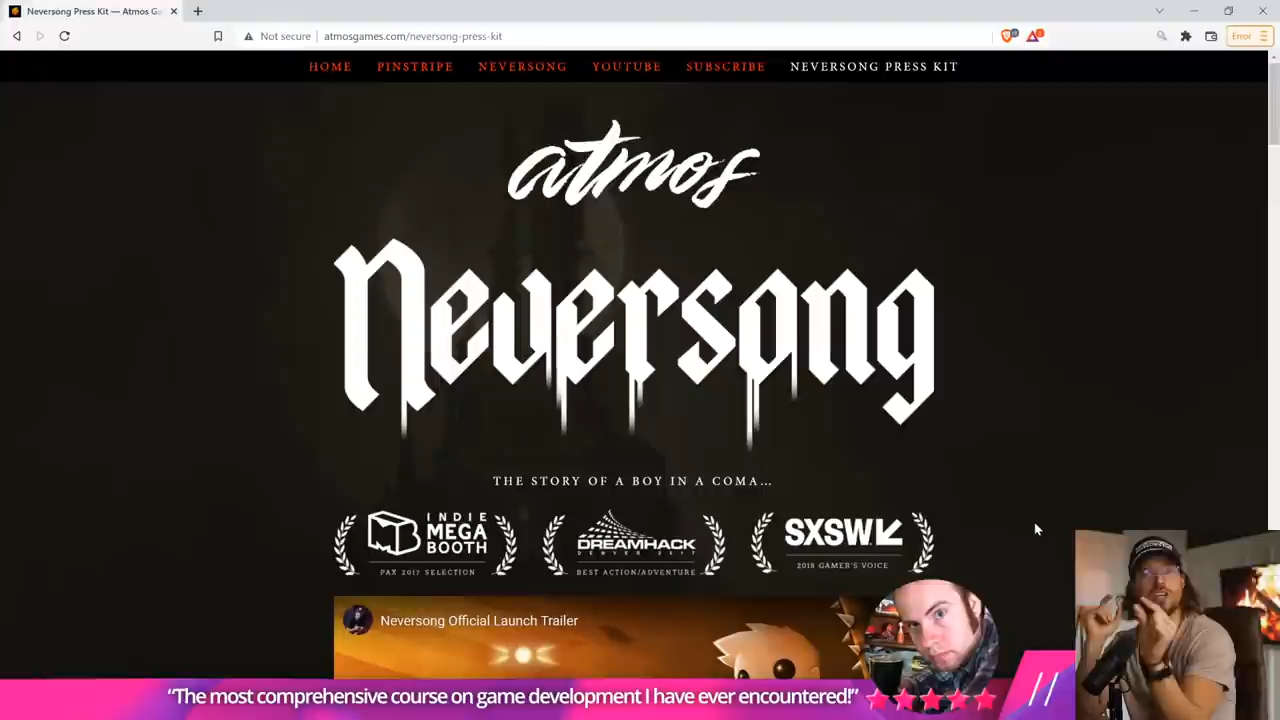 Neversong Press Kit — Atmos Ga
Not secure
atmosgames.com/neversong-press-kit
Error
HOME PINSTRIPE NEVERSONG YOUTUBE SUBSCRIBE NEVERSONG PRESS KIT
atmos
Neversong
THE STORY OF A BOY IN A COMA...
INDIE MEGA BOOTH
PAX 2017 SELECTION
DREAMHACK
DENVER 2017
BEST ACTION/ADVENTURE
SXSW
2018 GAMER'S VOICE
Neversong Official Launch Trailer
“The most comprehensive course on game development I have ever encountered!”
//